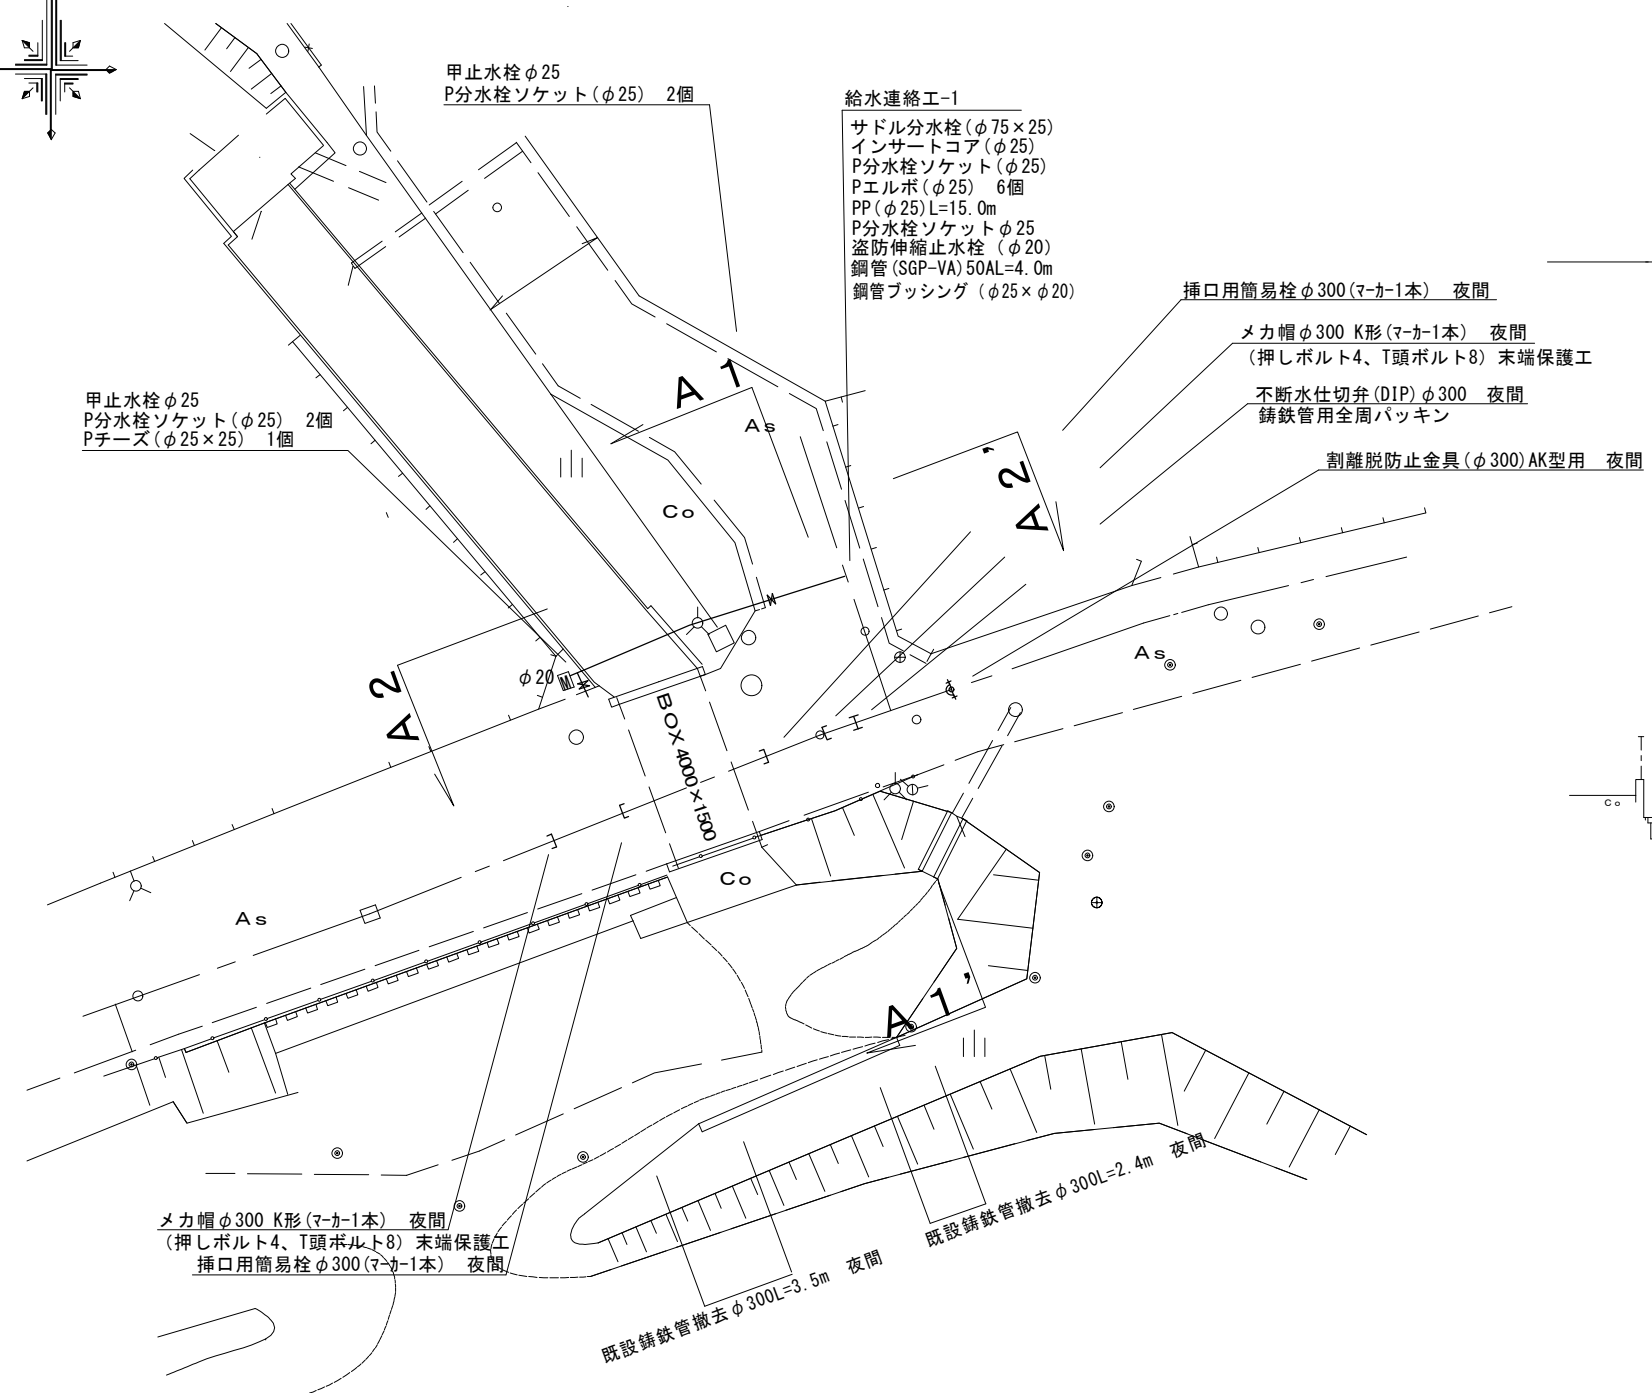 甲止水栓φ25
P分水栓ソケット(φ25) 2個
給水連絡工-1
サドル分水栓(φ75×25)
インサートコア(φ25)
P分水栓ソケット(φ25)
Pエルボ(φ25) 6個
PP(φ25)L=15.0m
P分水栓ソケットφ25
盗防伸縮止水栓（φ20）
鋼管(SGP-VA)50AL=4.0m
鋼管ブッシング（φ25×φ20）
挿口用簡易栓φ300(マーカー1本) 夜間
メカ帽φ300 K形(マーカー1本) 夜間
（押しボルト4、T頭ボルト8）末端保護工
不断水仕切弁(DIP)φ300 夜間
鋳鉄管用全周パッキン
割離脱防止金具(φ300)AK型用 夜間
甲止水栓φ25
P分水栓ソケット(φ25) 2個
Pチーズ(φ25×25) 1個
A1
As
A2'
Co
As
φ20
M
A2
BOX4000×1500
Co
Co
As
A1'
メカ帽φ300 K形(マーカー1本) 夜間
（押しボルト4、T頭ボルト8）末端保護工
挿口用簡易栓φ300(マーカー1本) 夜間
既設鋳鉄管撤去φ300L=3.5m 夜間
既設鋳鉄管撤去φ300L=2.4m 夜間